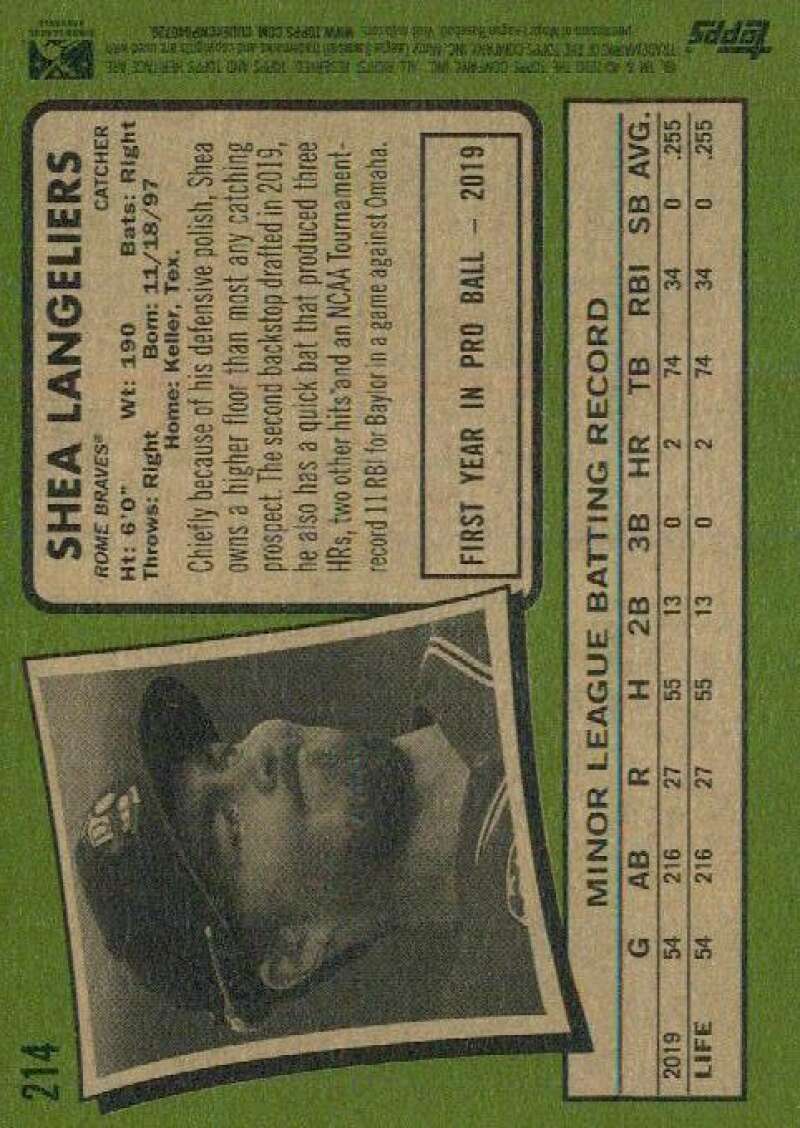 214
SHEA LANGELIERS
ROME BRAVES® CATCHER
Ht: 6'0" Wt: 190 Bats: Right
Throws: Right Born: 11/18/97
Home: Keller, Tex.
Chiefly because of his defensive polish, Shea
owns a higher floor than most any catching
prospect. The second backstop drafted in 2019,
he also has a quick bat that produced three
HRs, two other hits and an NCAA Tournament-
record 11 RBI for Baylor in a game against Omaha.
FIRST YEAR IN PRO BALL – 2019
MINOR LEAGUE BATTING RECORD
G AB R H 2B 3B HR TB RBI SB AVG.
2019 54 216 27 55 13 0 2 74 34 0 .255
LIFE 54 216 27 55 13 0 2 74 34 0 .255
topps